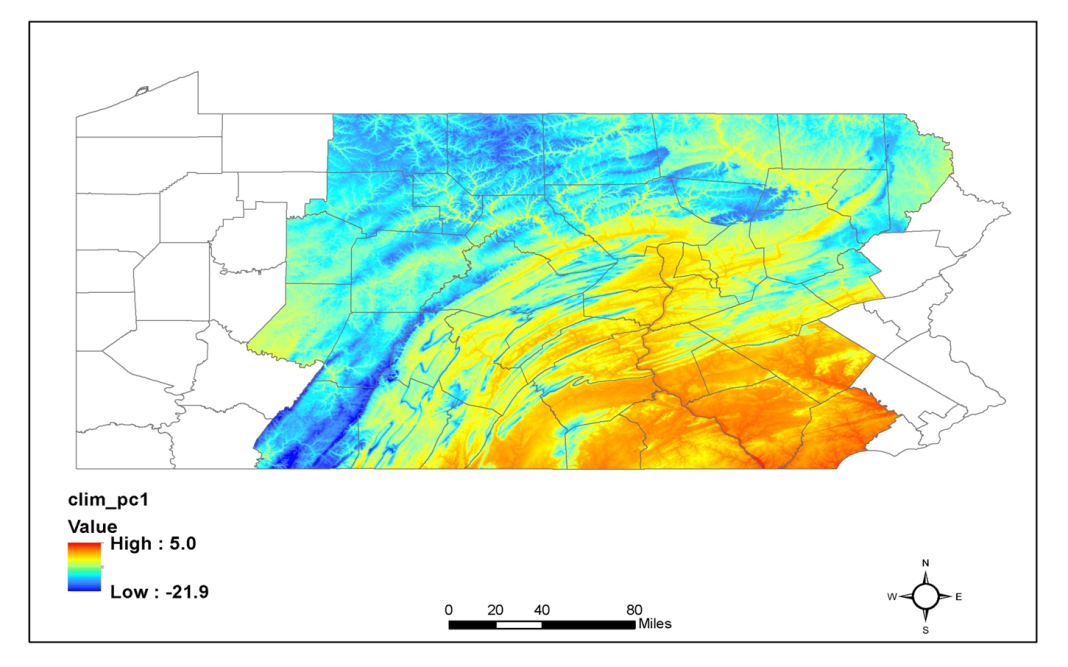 clim_pc1
Value
High : 5.0
Low : -21.9
0 20 40 80
Miles
N
W E
S